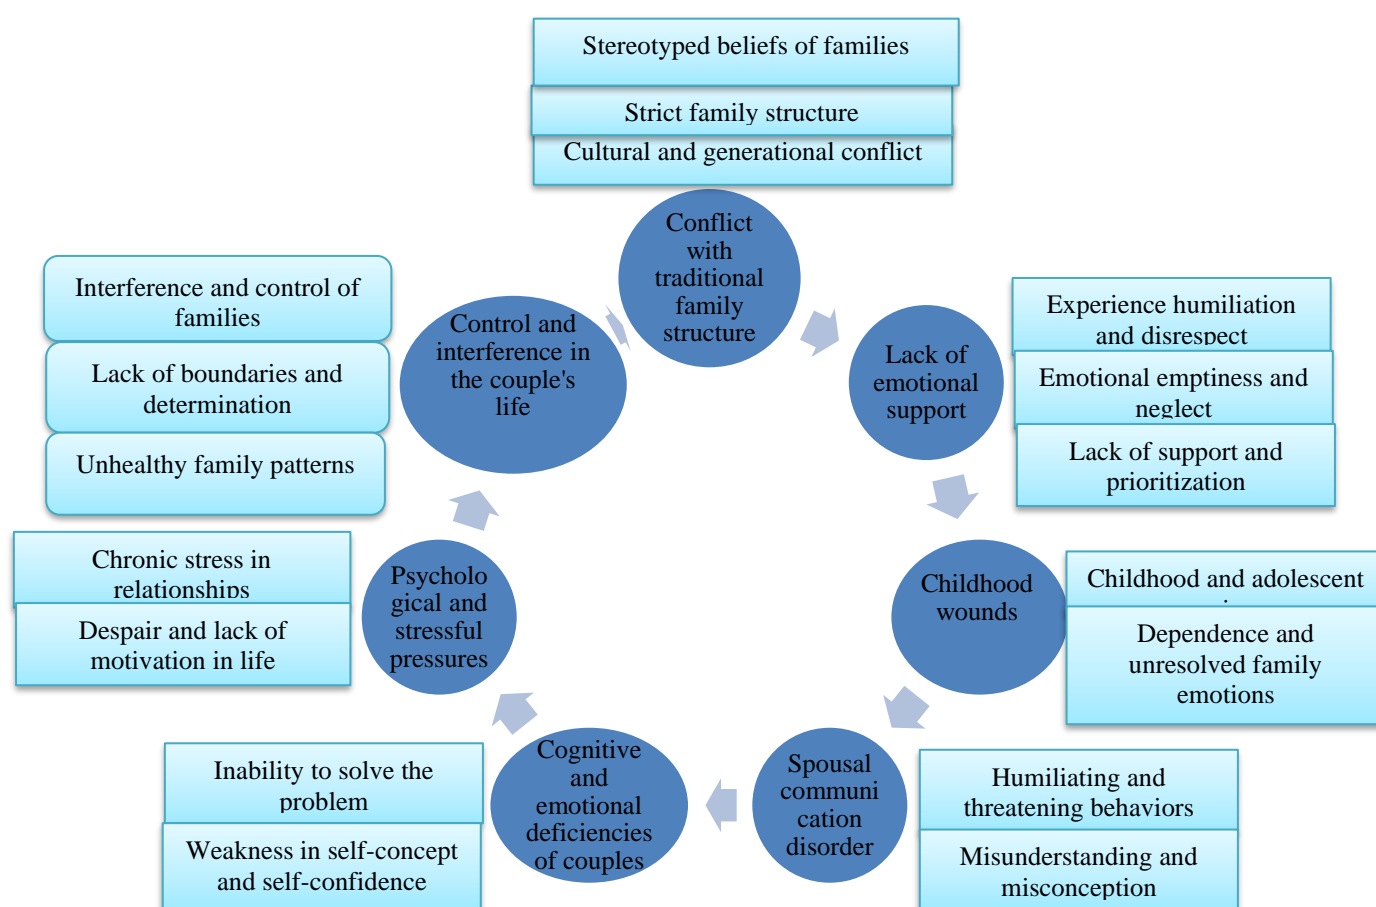 Stereotyped beliefs of families
Strict family structure
Cultural and generational conflict
Conflict
with
traditional
family
structure
Interference and control of
families
Lack of boundaries and
determination
Unhealthy family patterns
Control and
interference in
the couple's
life
Lack of
emotional
support
Experience humiliation
and disrespect
Emotional emptiness and
neglect
Lack of support and
prioritization
Chronic stress in
relationships
Despair and lack of
motivation in life
Psycholo
gical and
stressful
pressures
Childhood
wounds
Childhood and adolescent
Dependence and
unresolved family
emotions
Inability to solve the
problem
Weakness in self-concept
and self-confidence
Cognitive
and
emotional
deficiencies
of couples
Spousal
communi
cation
disorder
Humiliating and
threatening behaviors
Misunderstanding and
misconception